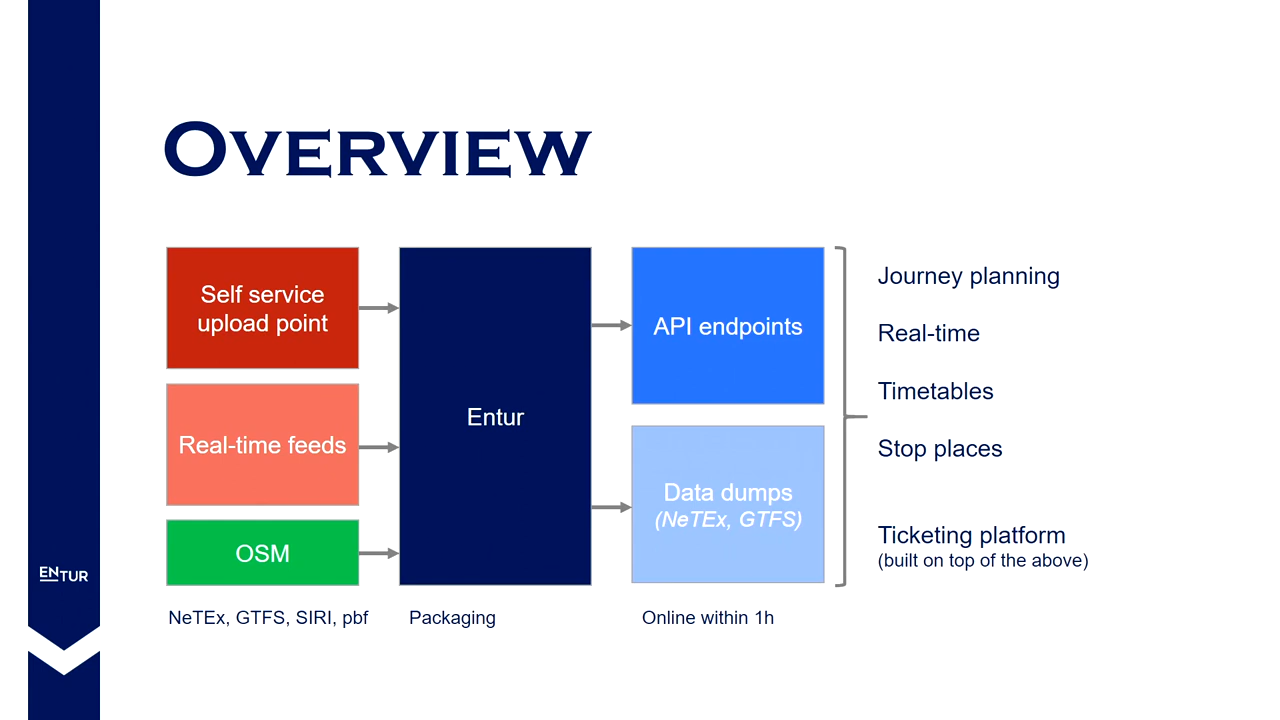 OVERVIEW
Self service
upload point
Real-time feeds
OSM
NeTEx, GTFS, SIRI, pbf
Entur
Packaging
API endpoints
Data dumps
(NeTEx, GTFS)
Online within 1h
Journey planning
Real-time
Timetables
Stop places
Ticketing platform
(built on top of the above)
ENTUR